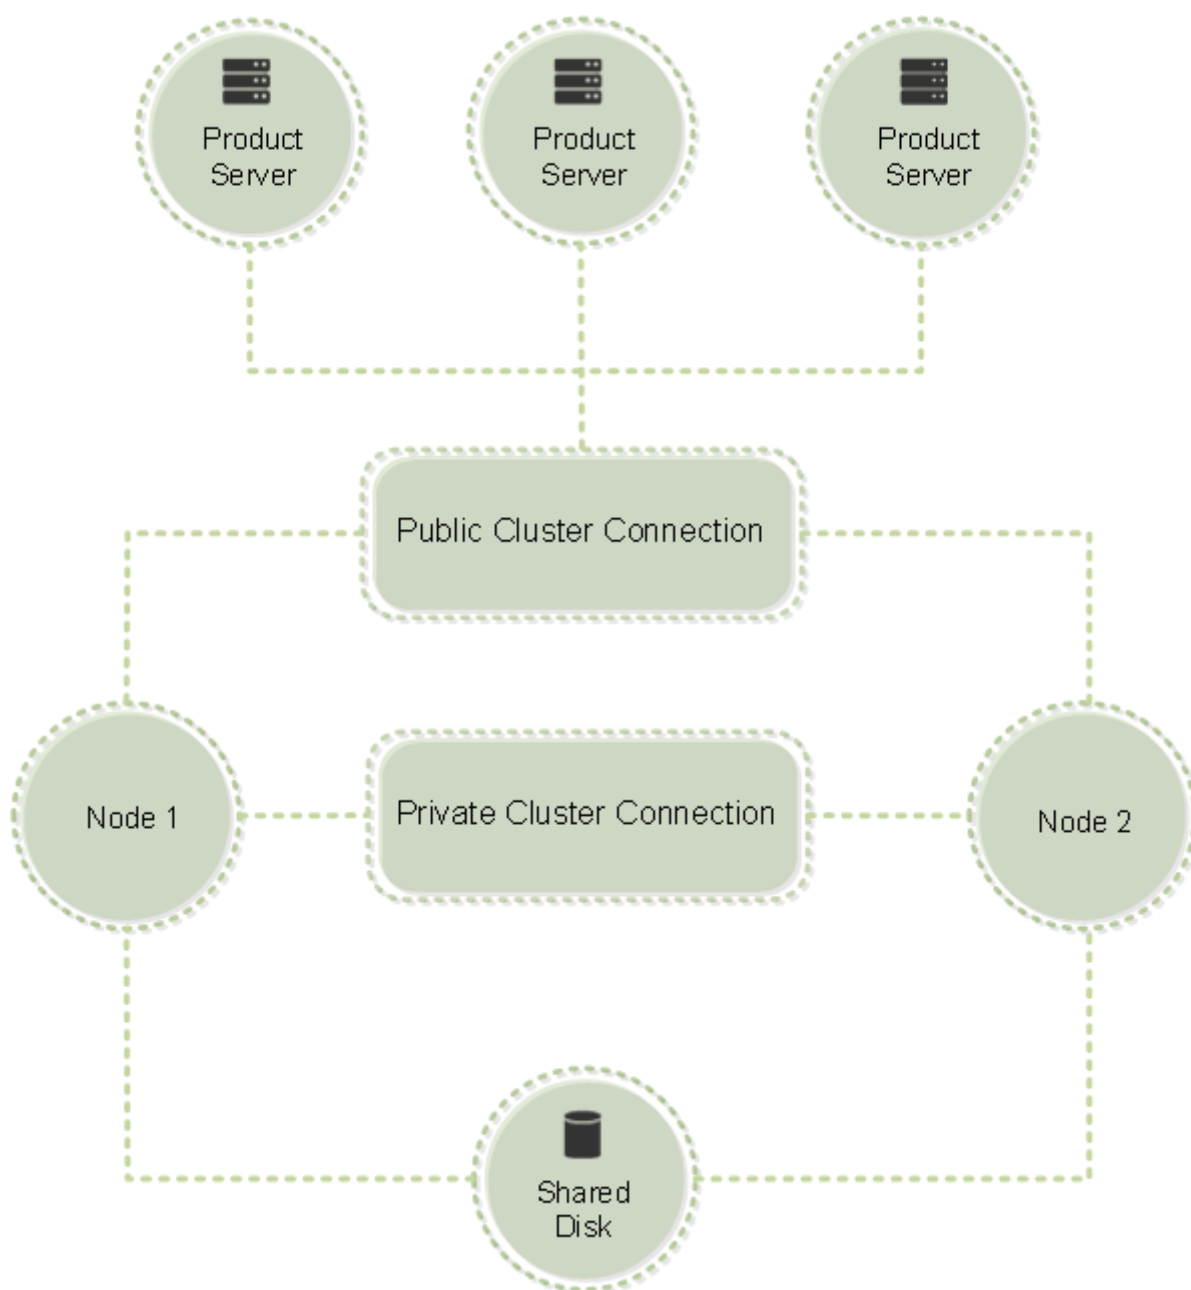 Product
Server
Product
Server
Product
Server
Public Cluster Connection
Node 1
Private Cluster Connection
Node 2
Shared
Disk